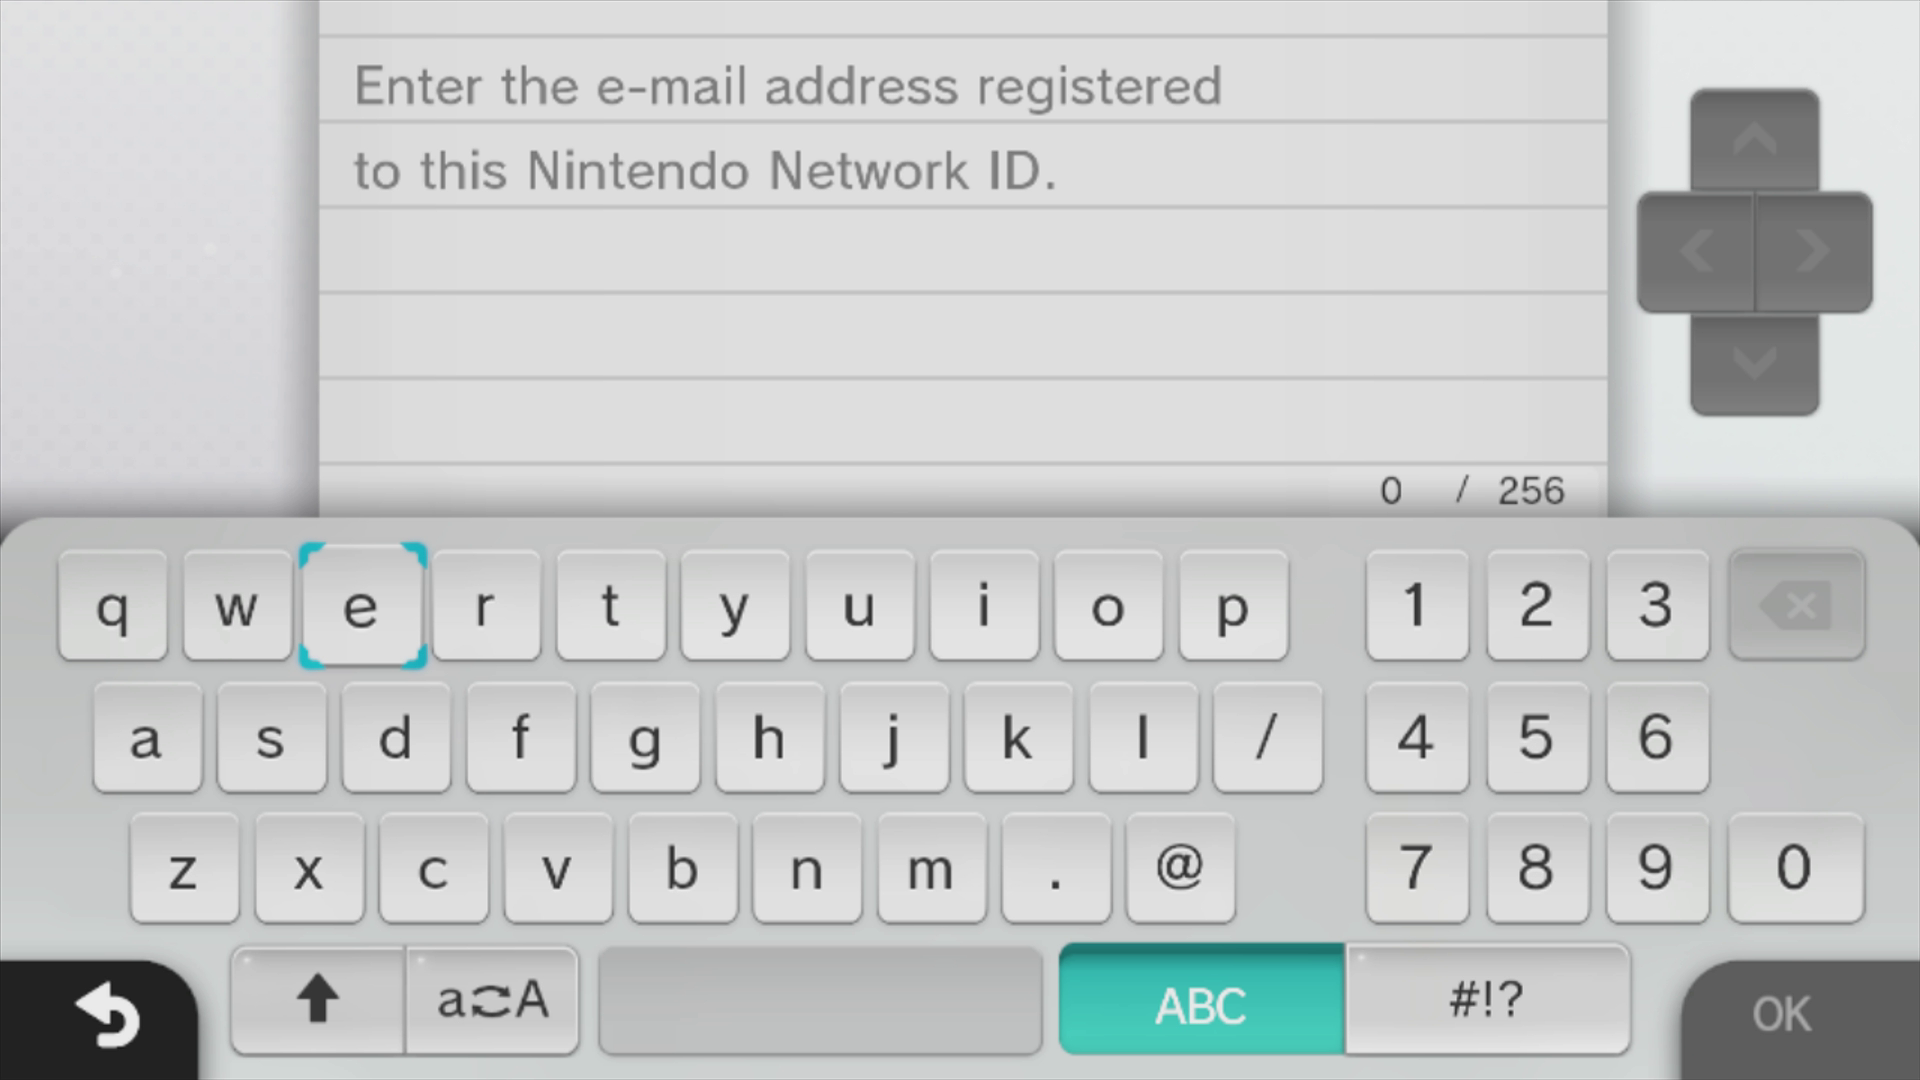 Enter the e-mail address registered
to this Nintendo Network ID.
0 / 256
q w e r t y u i o p 1 2 3
a s d f g h j k l / 4 5 6
z x c v b n m . @ 7 8 9 0
a A ABC #!? OK